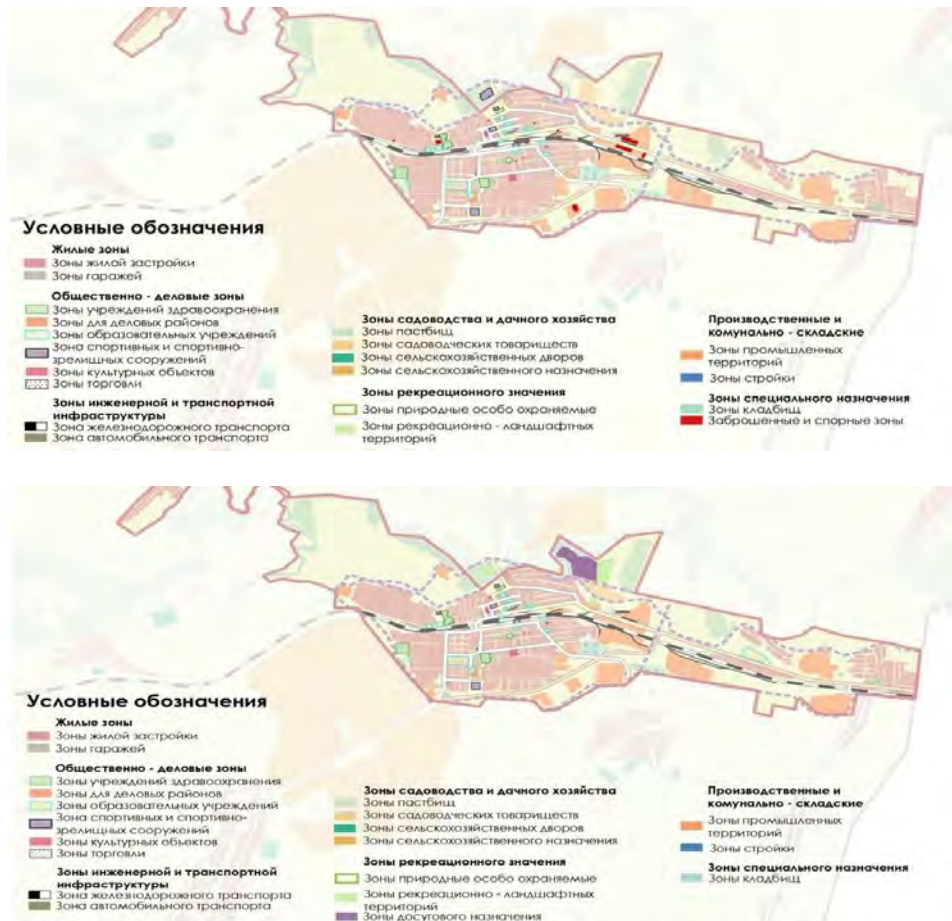 Условные обозначения
Жилые зоны
Зоны жилой застройки
Зоны гаражей
Общественно - деловые зоны
Зоны учреждений здравоохранения
Зоны для деловых районов
Зоны образовательных учреждений
Зона спортивных и спортивно-
зрелищных сооружений
Зоны культурных объектов
Зоны торговли
Зоны инженерной и транспортной
инфраструктуры
Зона железнодорожного транспорта
Зона автомобильного транспорта
Зоны садоводства и дачного хозяйства
Зоны пастбищ
Зоны садоводческих товариществ
Зоны сельскохозяйственных дворов
Зоны сельскохозяйственного назначения
Зоны рекреационного значения
Зоны природные особо охраняемые
Зоны рекреационно - ландшафтных
территорий
Производственные и
комунально - складские
Зоны промышленных
территорий
Зоны стройки
Зоны специального назначения
Зоны кладбищ
Заброшенные и спорные зоны
Условные обозначения
Жилые зоны
Зоны жилой застройки
Зоны гаражей
Общественно - деловые зоны
Зоны учреждений здравоохранения
Зоны для деловых районов
Зоны образовательных учреждений
Зона спортивных и спортивно-
зрелищных сооружений
Зоны культурных объектов
Зоны торговли
Зоны инженерной и транспортной
инфраструктуры
Зона железнодорожного транспорта
Зона автомобильного транспорта
Зоны садоводства и дачного хозяйства
Зоны пастбищ
Зоны садоводческих товариществ
Зоны сельскохозяйственных дворов
Зоны сельскохозяйственного назначения
Зоны рекреационного значения
Зоны природные особо охраняемые
Зоны рекреационно - ландшафтных
территорий
Зоны досугового назначения
Производственные и
комунально - складские
Зоны промышленных
территорий
Зоны стройки
Зоны специального назначения
Зоны кладбищ